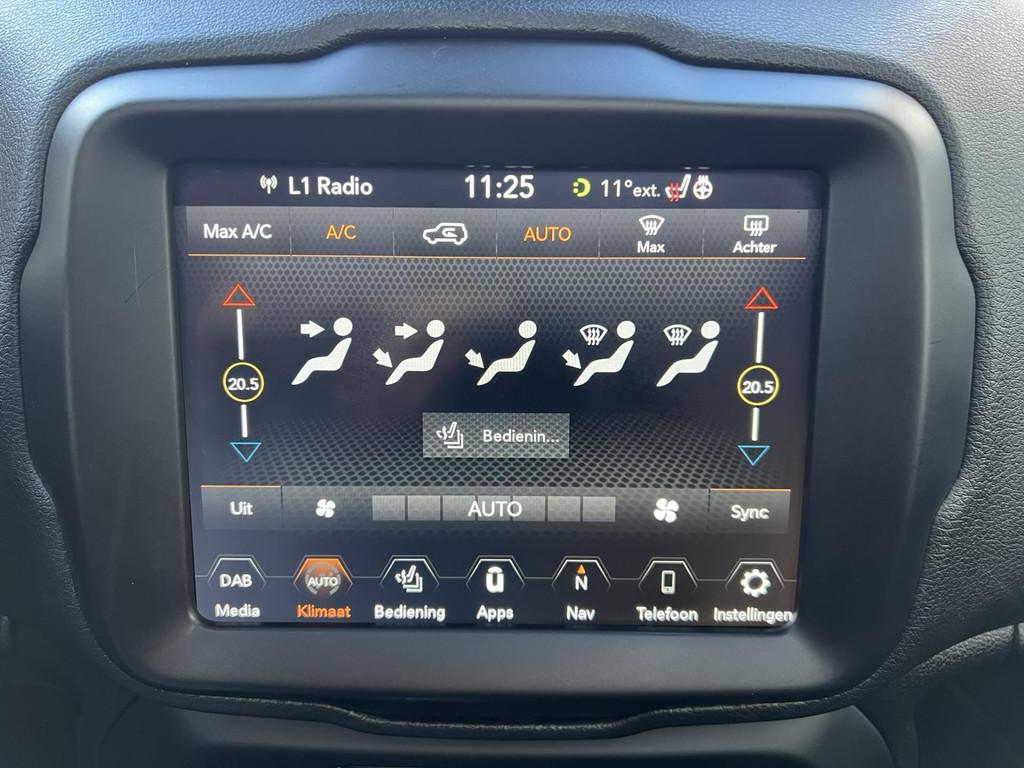 L1 Radio 11:25 11° ext.
Max A/C A/C AUTO Max Achter
20.5 20.5
Bedienin...
Uit AUTO Sync
DAB AUTO N
Media Klimaat Bediening Apps Nav Telefoon Instellingen